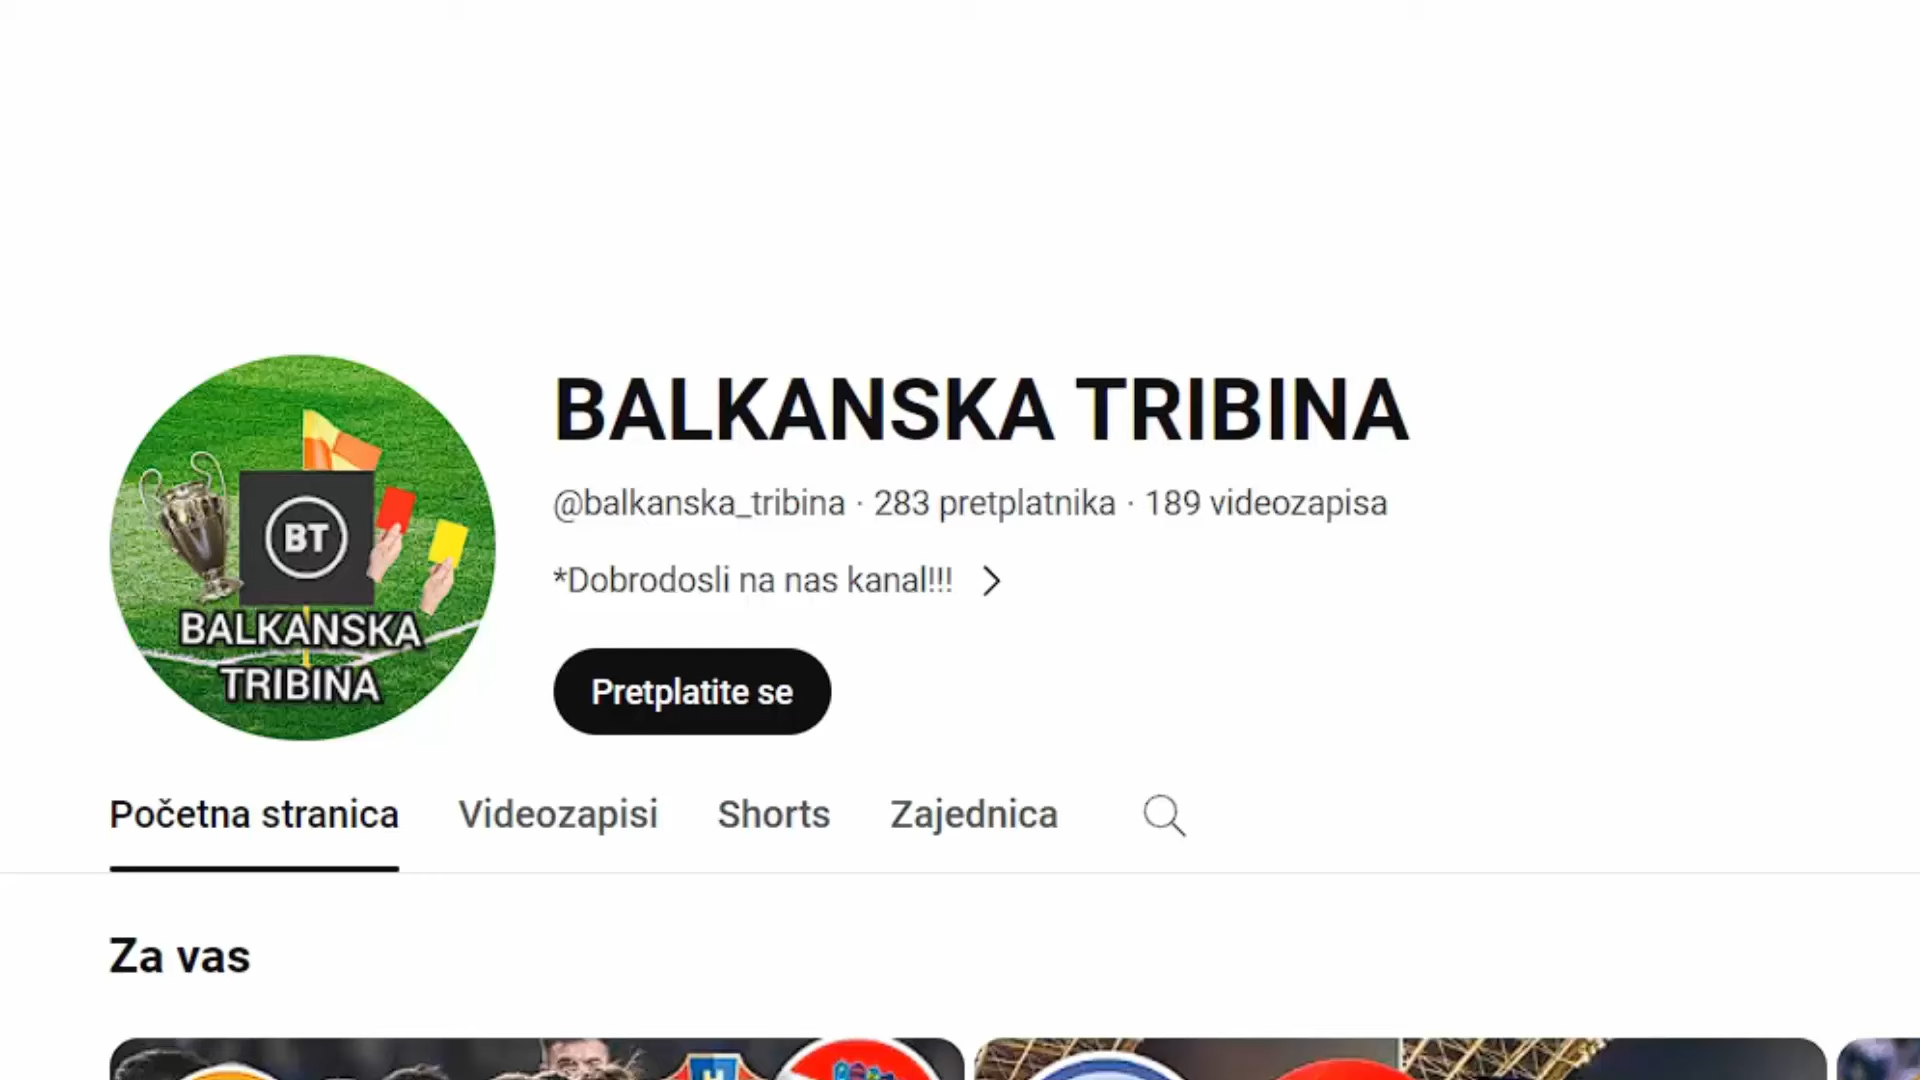 BT
BALKANSKA
TRIBINA
BALKANSKA TRIBINA
@balkanska_tribina · 283 pretplatnika · 189 videozapisa
*Dobrodosli na nas kanal!!!
Pretplatite se
Početna stranica Videozapisi Shorts Zajednica
Za vas